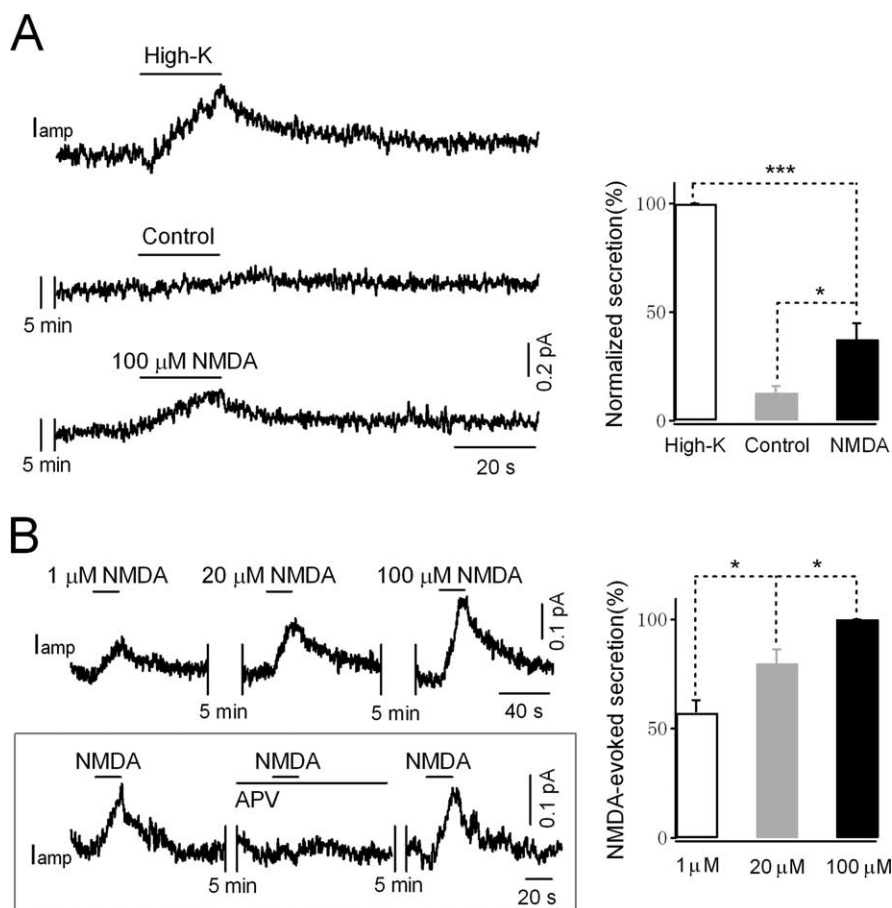 A
High-K
Iamp
Control
5 min
100 μM NMDA
5 min
0.2 pA
20 s
Normalized secretion(%)
100
50
0
***
*
High-K Control NMDA
B
1 μM NMDA 20 μM NMDA 100 μM NMDA
Iamp
0.1 pA
5 min 5 min 40 s
NMDA NMDA NMDA
APV
Iamp
0.1 pA
5 min 5 min 20 s
NMDA-evoked secretion(%)
100
50
0
* *
1 μM 20 μM 100 μM